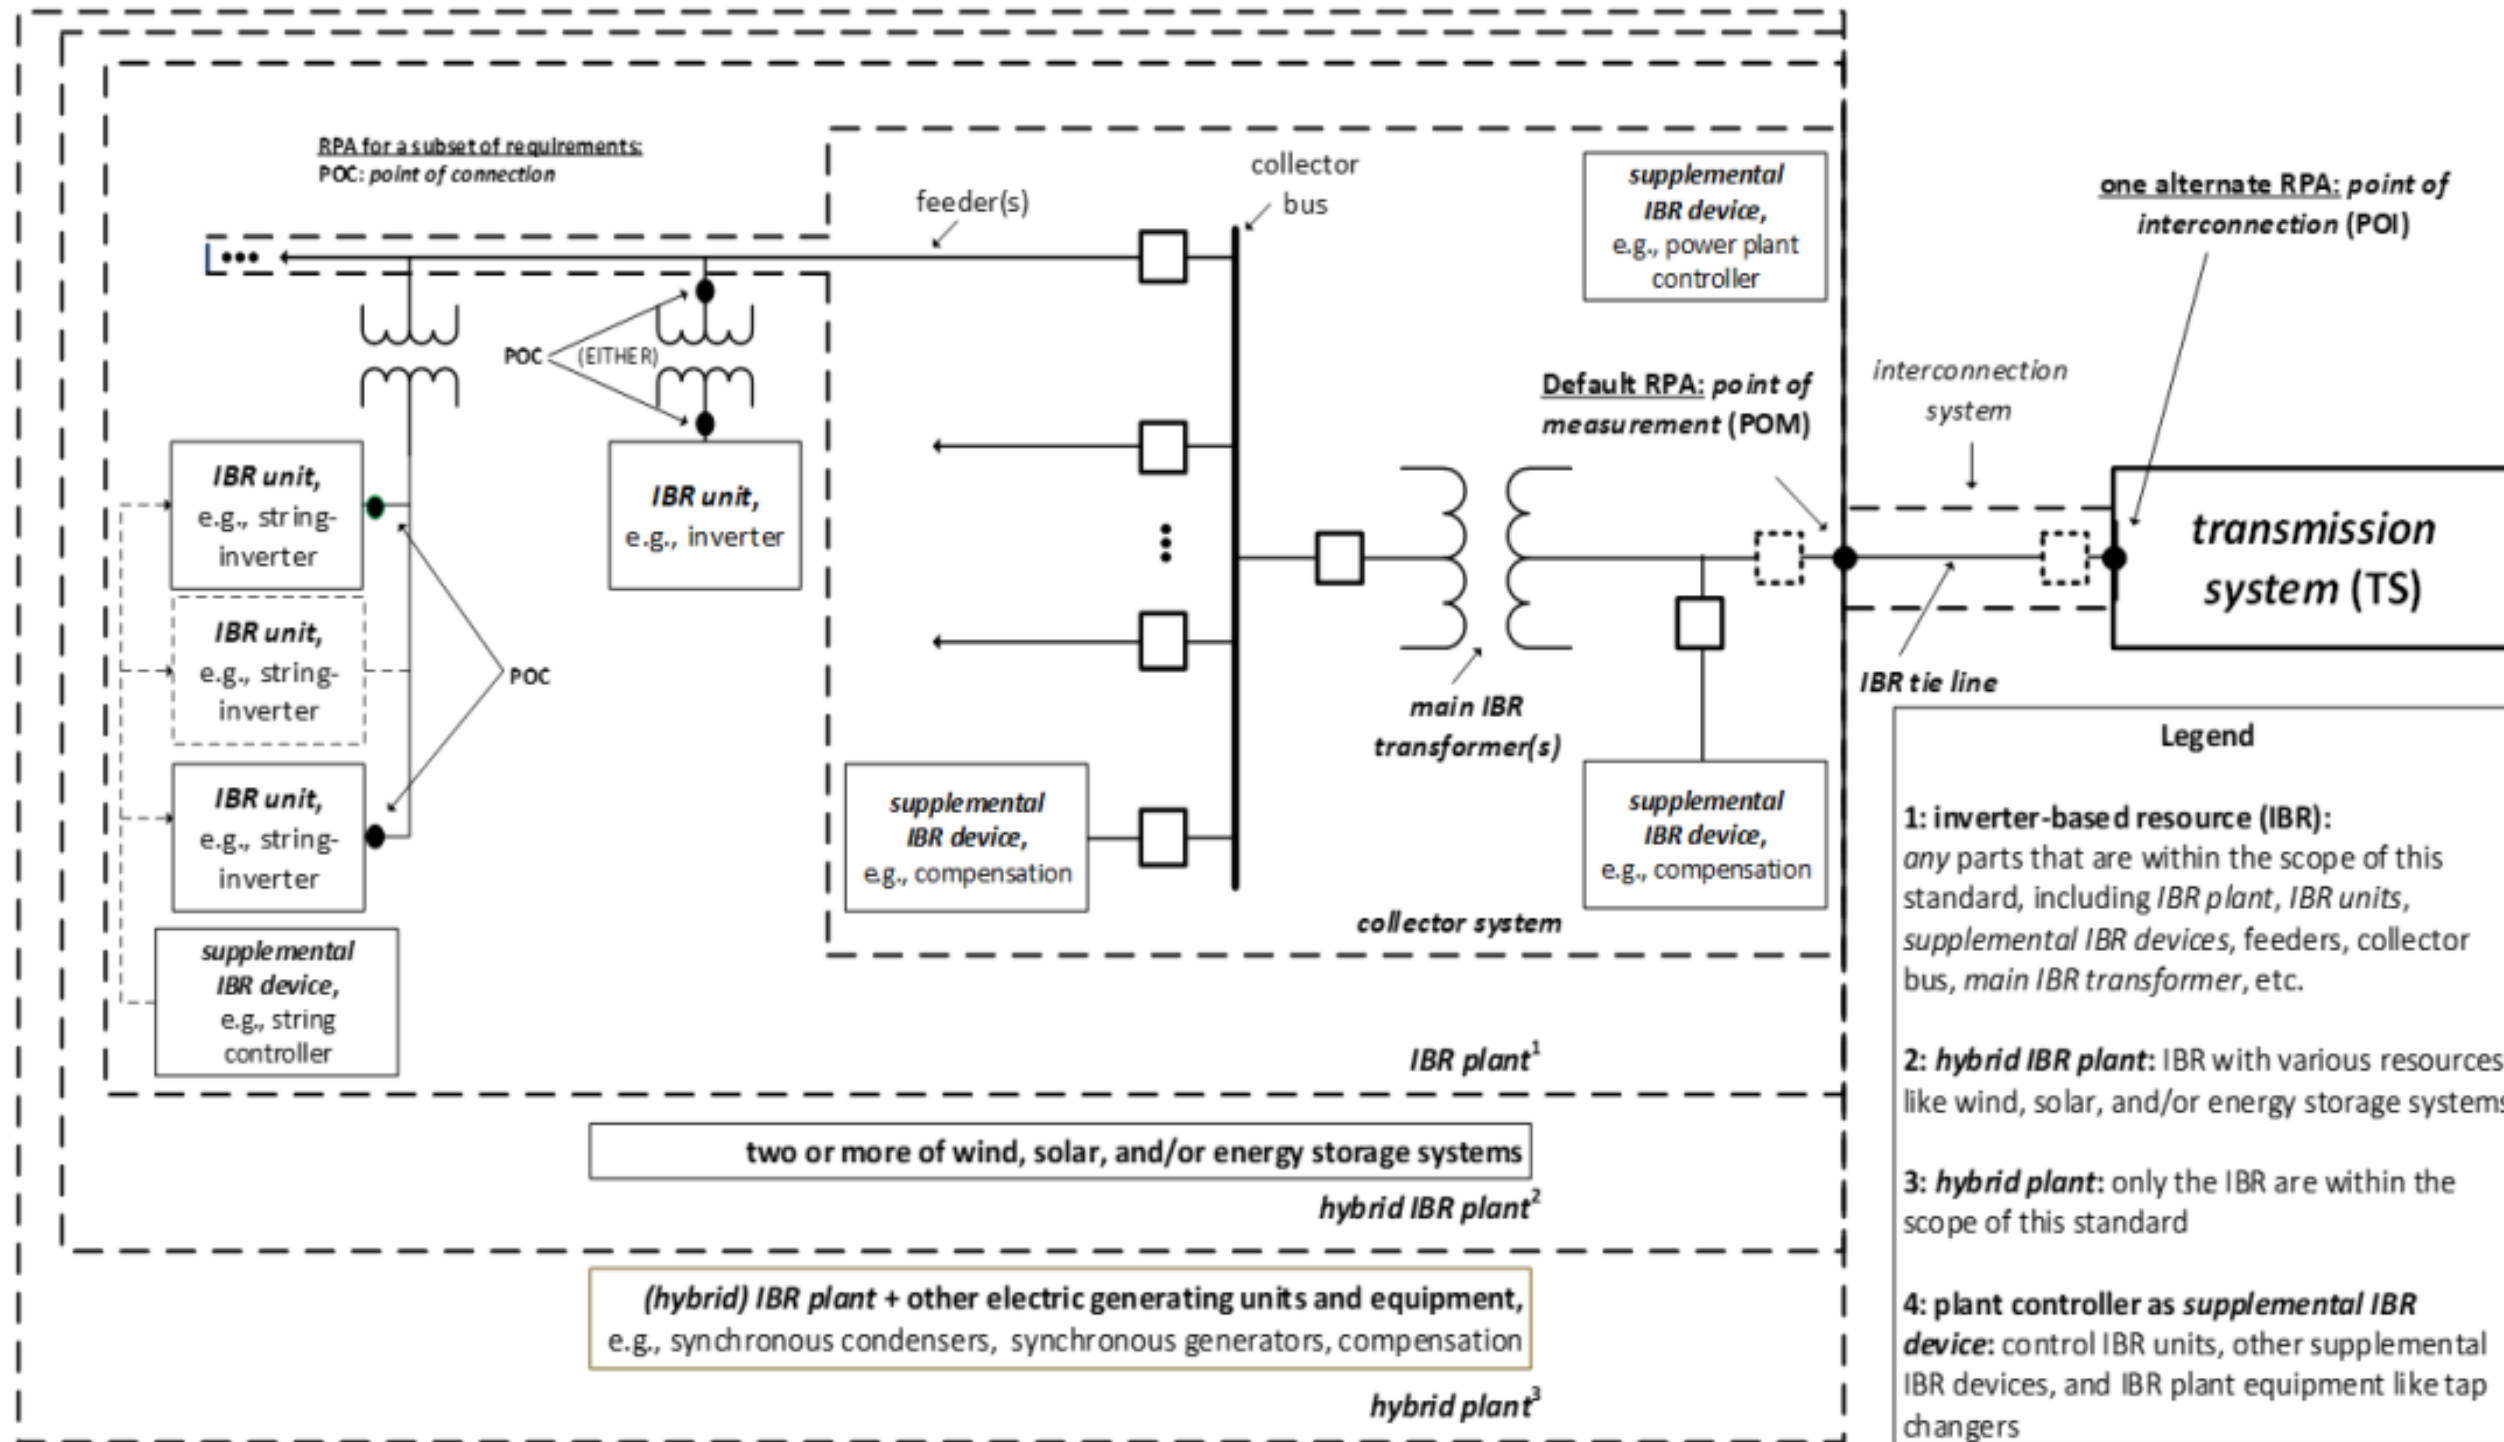 RPA for a subset of requirements:
POC: point of connection
feeder(s)
collector
bus
supplemental
IBR device,
e.g., power plant
controller
one alternate RPA: point of
interconnection (POI)
POC
(EITHER)
Default RPA: point of
measurement (POM)
interconnection
system
IBR unit,
e.g., string-
inverter
IBR unit,
e.g., inverter
transmission
system (TS)
IBR unit,
e.g., string-
inverter
POC
IBR tie line
main IBR
transformer(s)
IBR unit,
e.g., string-
inverter
supplemental
IBR device,
e.g., compensation
supplemental
IBR device,
e.g., compensation
collector system
supplemental
IBR device,
e.g., string
controller
IBR plant1
two or more of wind, solar, and/or energy storage systems
hybrid IBR plant2
(hybrid) IBR plant + other electric generating units and equipment,
e.g., synchronous condensers, synchronous generators, compensation
hybrid plant3
Legend
1: inverter-based resource (IBR):
any parts that are within the scope of this
standard, including IBR plant, IBR units,
supplemental IBR devices, feeders, collector
bus, main IBR transformer, etc.
2: hybrid IBR plant: IBR with various resources
like wind, solar, and/or energy storage systems
3: hybrid plant: only the IBR are within the
scope of this standard
4: plant controller as supplemental IBR
device: control IBR units, other supplemental
IBR devices, and IBR plant equipment like tap
changers